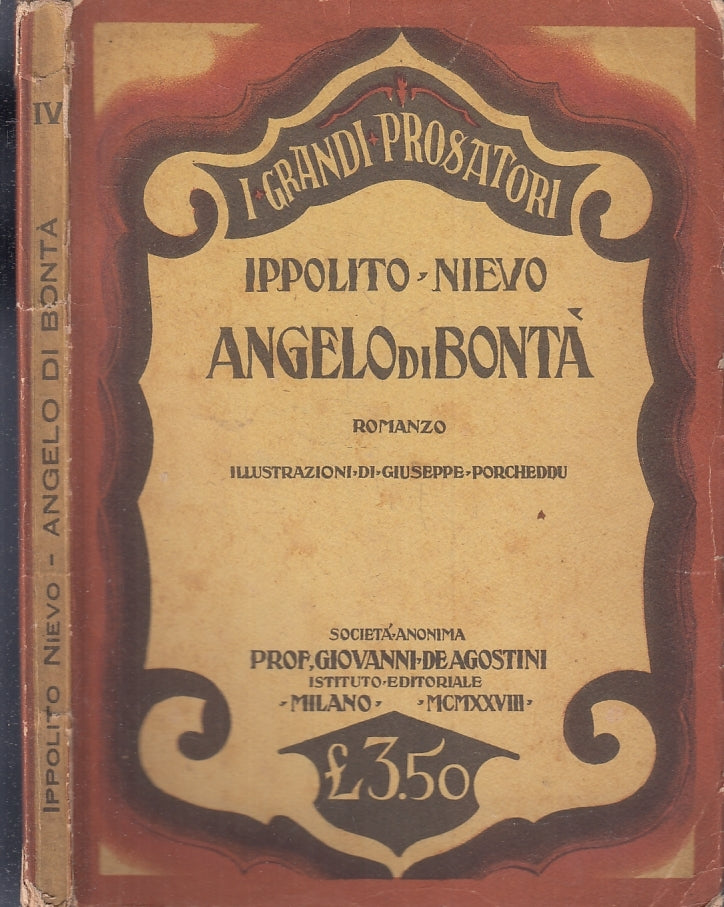 IV
IPPOLITO NIEVO - ANGELO DI BONTÀ
I GRANDI PROSATORI
IPPOLITO NIEVO
ANGELO DI BONTÀ
ROMANZO
ILLUSTRAZIONI DI GIUSEPPE PORCHEDDU
SOCIETÁ ANONIMA
PROF, GIOVANNI DE AGOSTINI
ISTITUTO EDITORIALE
MILANO MCMXXVIII
£3.50